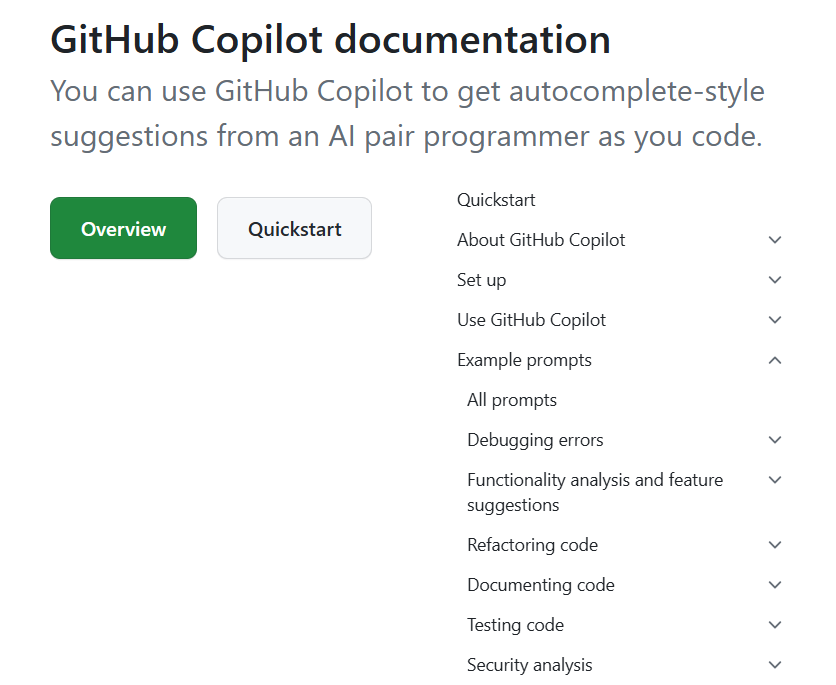 GitHub Copilot documentation
You can use GitHub Copilot to get autocomplete-style
suggestions from an AI pair programmer as you code.
Overview
Quickstart
Quickstart
About GitHub Copilot
Set up
Use GitHub Copilot
Example prompts
All prompts
Debugging errors
Functionality analysis and feature
suggestions
Refactoring code
Documenting code
Testing code
Security analysis